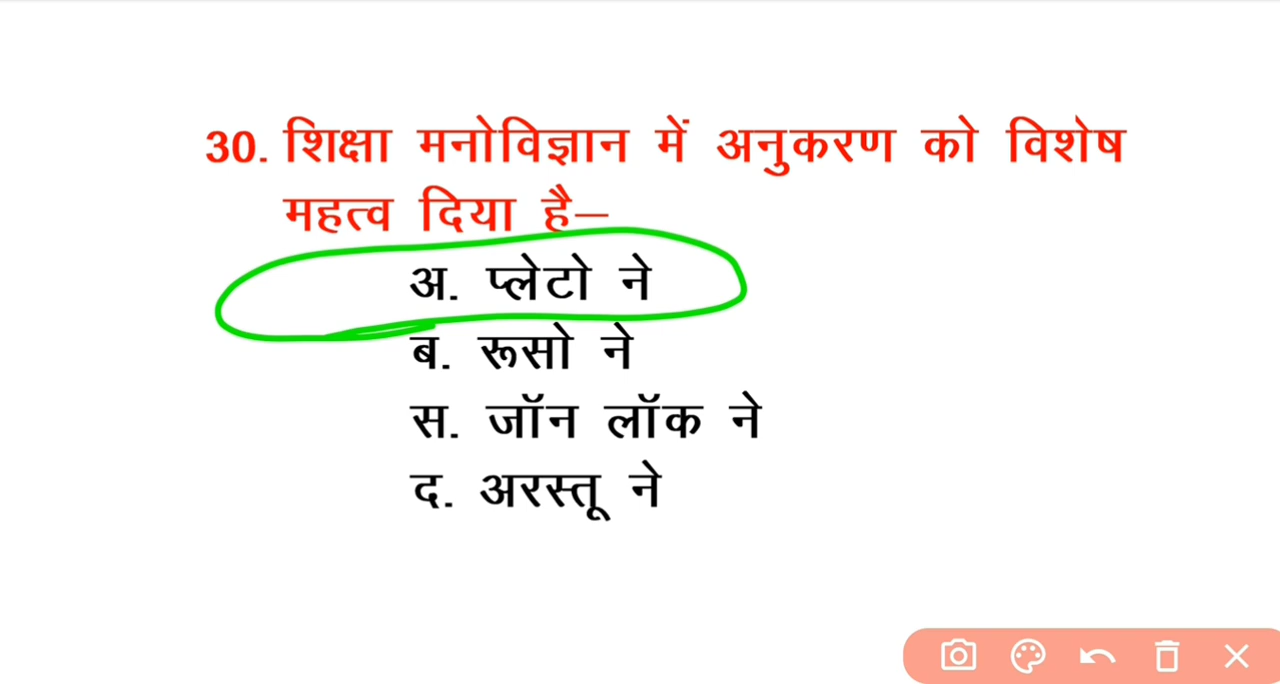 30. शिक्षा मनोविज्ञान में अनुकरण को विशेष
महत्व दिया है–
अ. प्लेटो ने
ब. रूसो ने
स. जॉन लॉक ने
द. अरस्तू ने